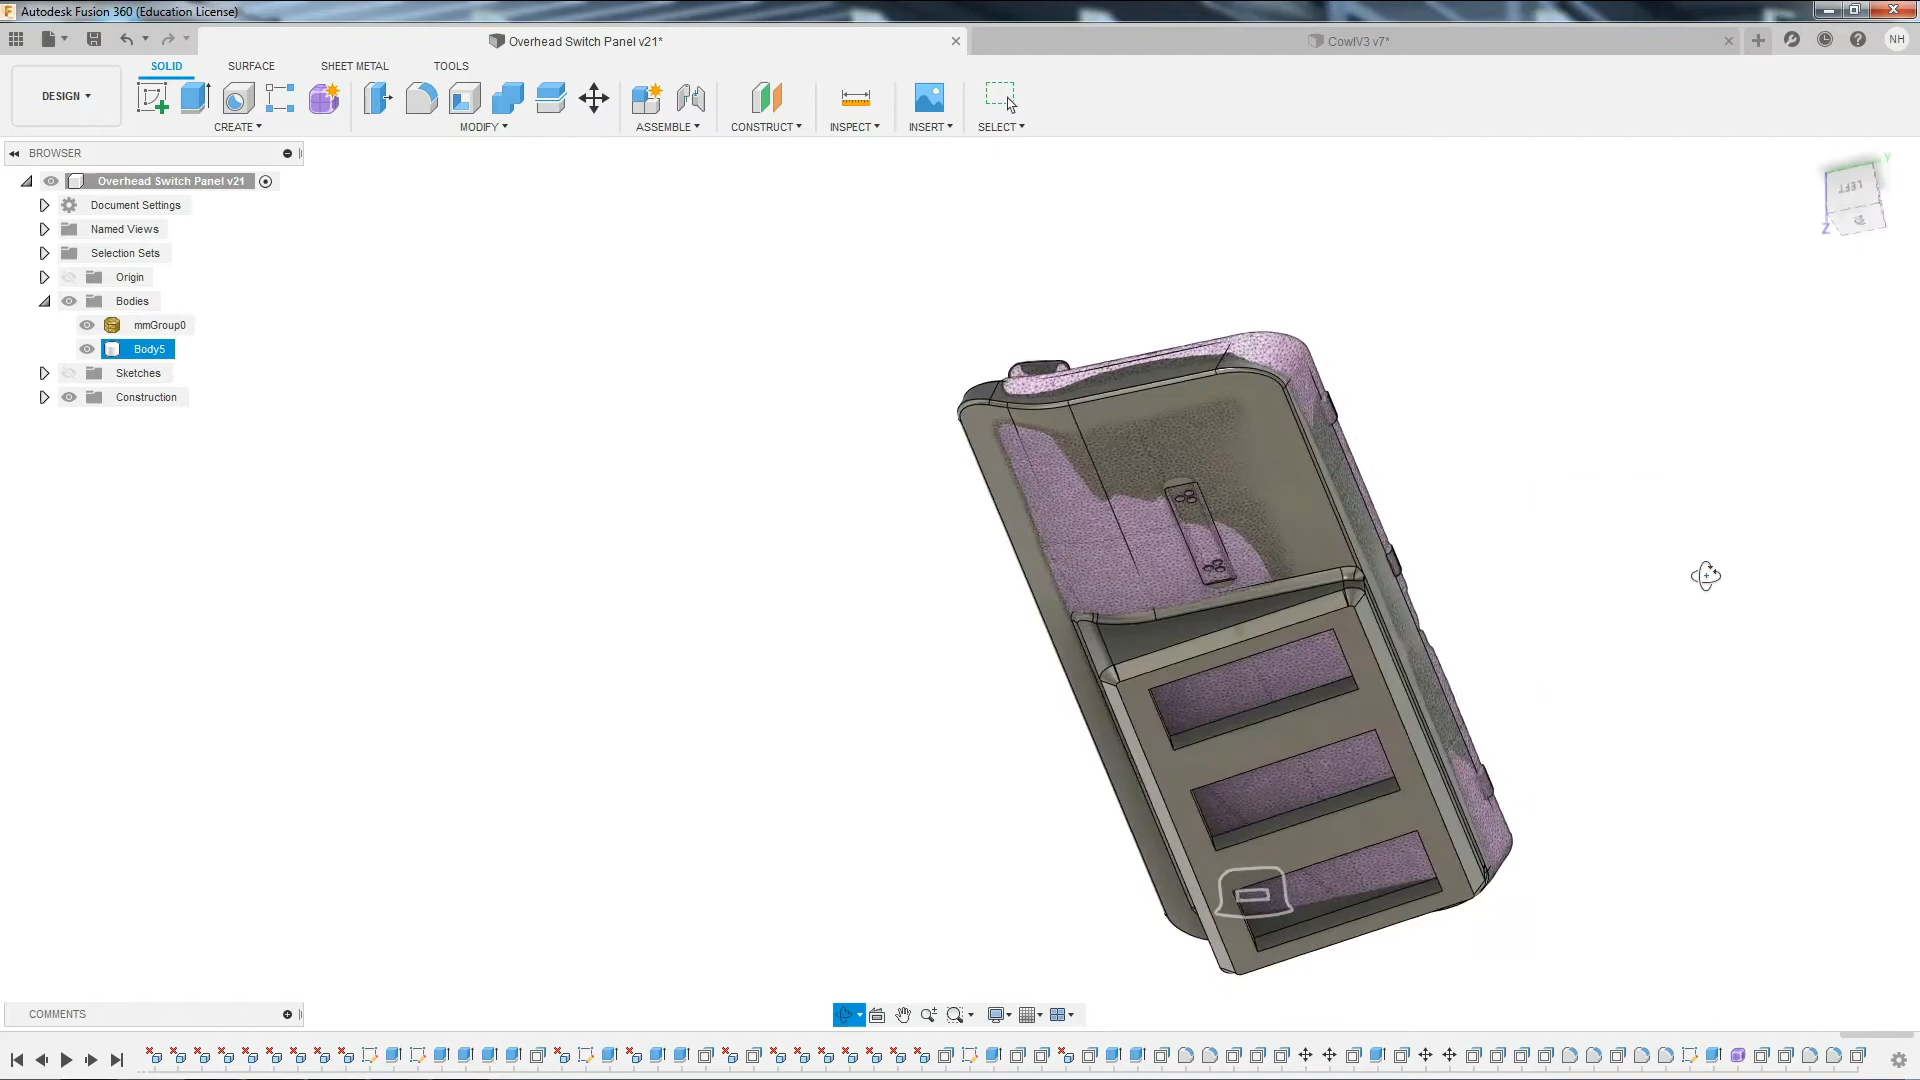 Autodesk Fusion 360 (Education License)
Overhead Switch Panel v21*
CowlV3 v7*
NH
DESIGN
SOLID
SURFACE
SHEET METAL
TOOLS
CREATE
MODIFY
ASSEMBLE
CONSTRUCT
INSPECT
INSERT
SELECT
BROWSER
Overhead Switch Panel v21
Document Settings
Named Views
Selection Sets
Origin
Bodies
mmGroup0
Body5
Sketches
Construction
LEFT
Y
Z
COMMENTS